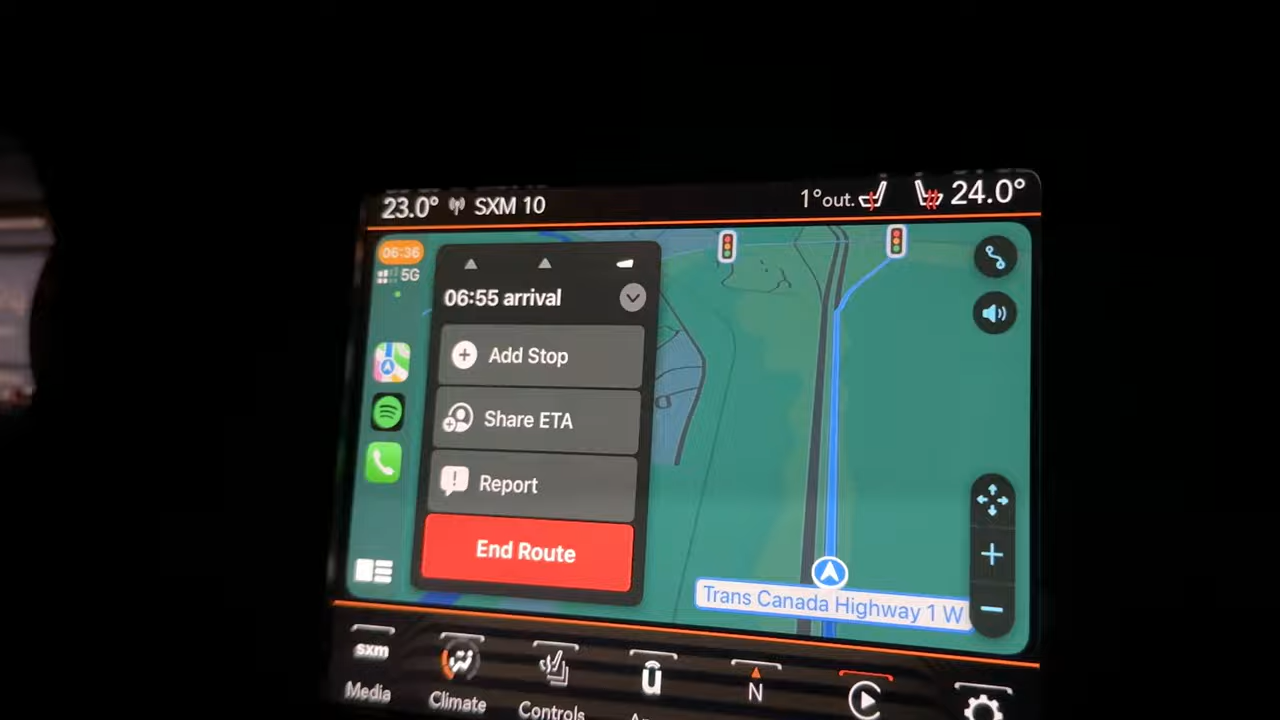 23.0° SXM 10 1°out. 24.0°
06:36
5G
06:55 arrival
Add Stop
Share ETA
Report
End Route
Trans Canada Highway 1 W
sxm
N
Media
Climate
Controls